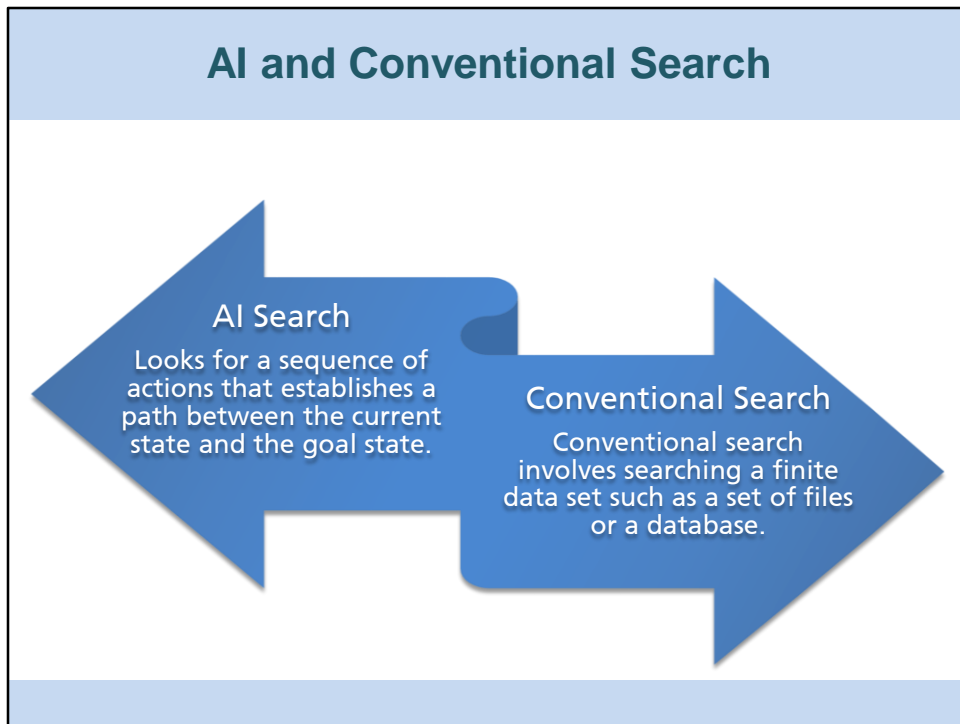 AI and Conventional Search
AI Search
Looks for a sequence of
actions that establishes a
path between the current
state and the goal state.
Conventional Search
Conventional search
involves searching a finite
data set such as a set of files
or a database.